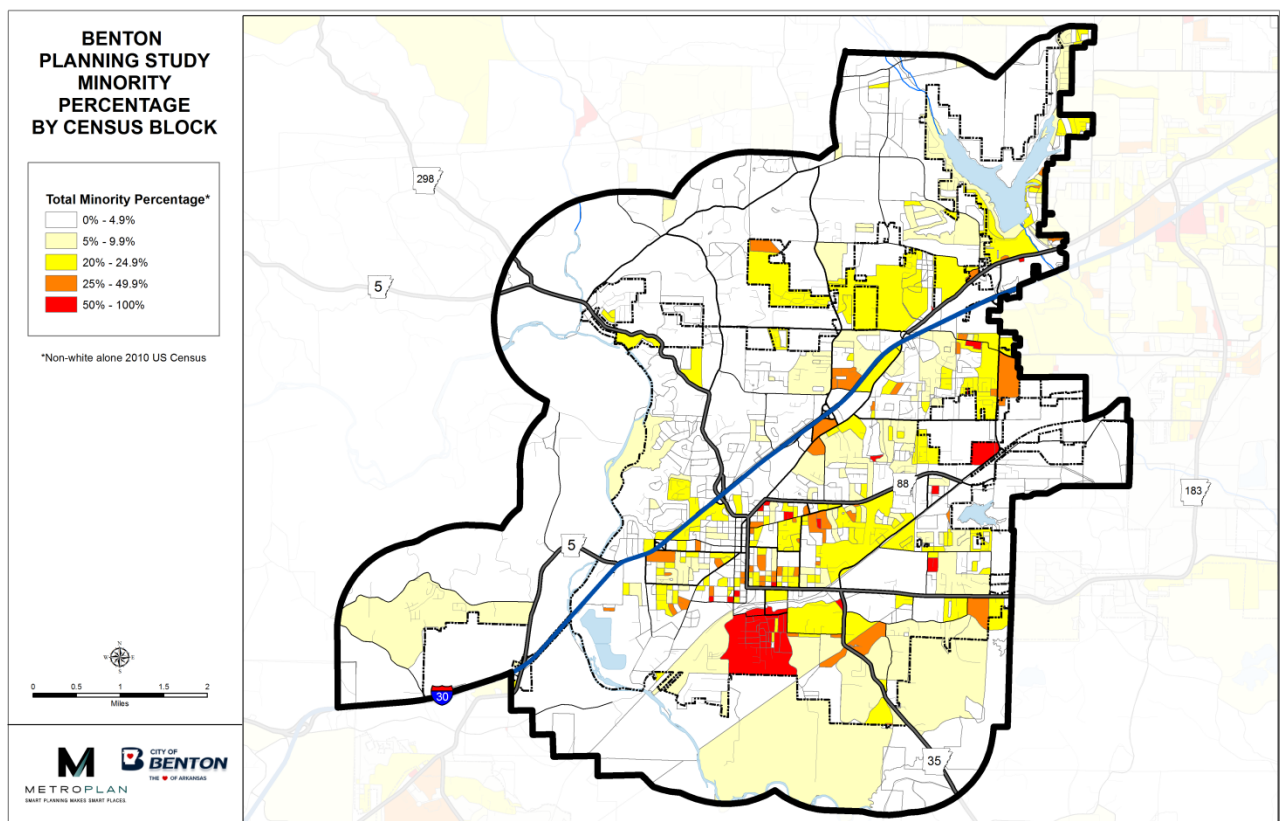 BENTON
PLANNING STUDY
MINORITY
PERCENTAGE
BY CENSUS BLOCK
Total Minority Percentage*
0% - 4.9%
5% - 9.9%
20% - 24.9%
25% - 49.9%
50% - 100%
*Non-white alone 2010 US Census
N
W
E
S
0 0.5 1 1.5 2
Miles
METROPLAN
SMART PLANNING MAKES SMART PLACES.
CITY OF
BENTON
THE ♥ OF ARKANSAS
298
5
88
183
5
30
35